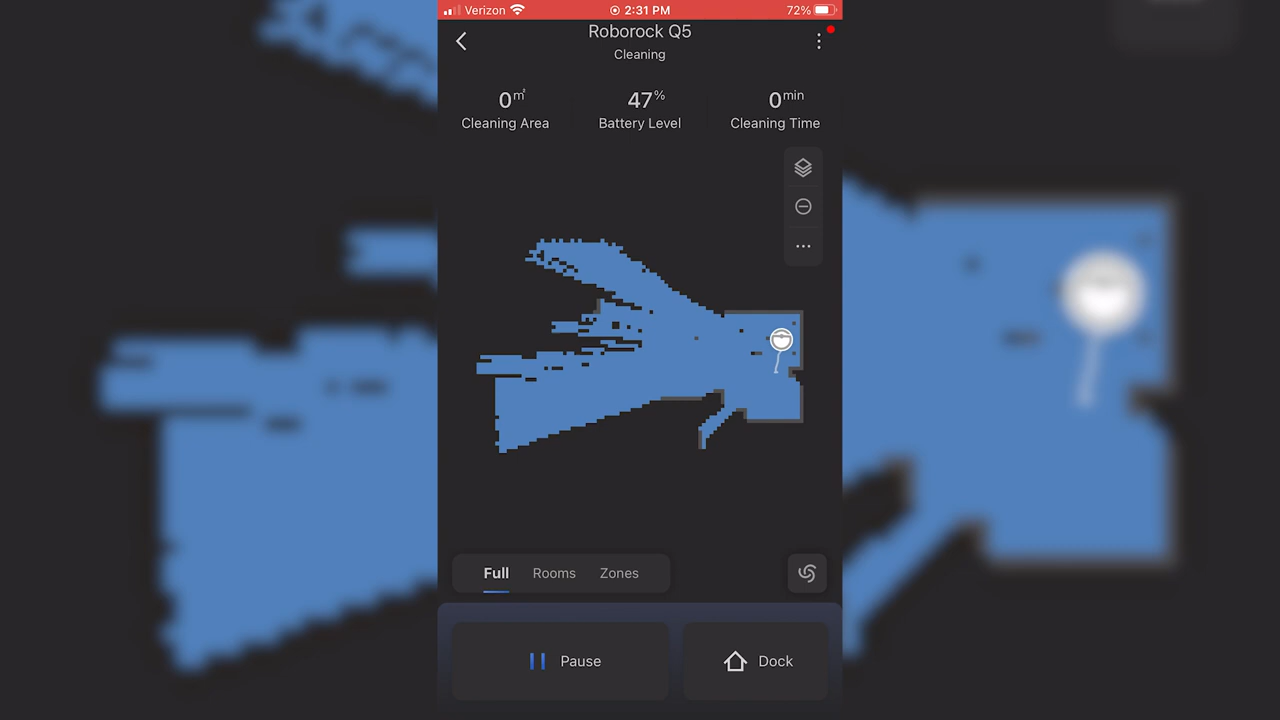 Verizon 2:31 PM 72%
Roborock Q5
Cleaning
0㎡ 47% 0min
Cleaning Area Battery Level Cleaning Time
Full Rooms Zones
Pause Dock